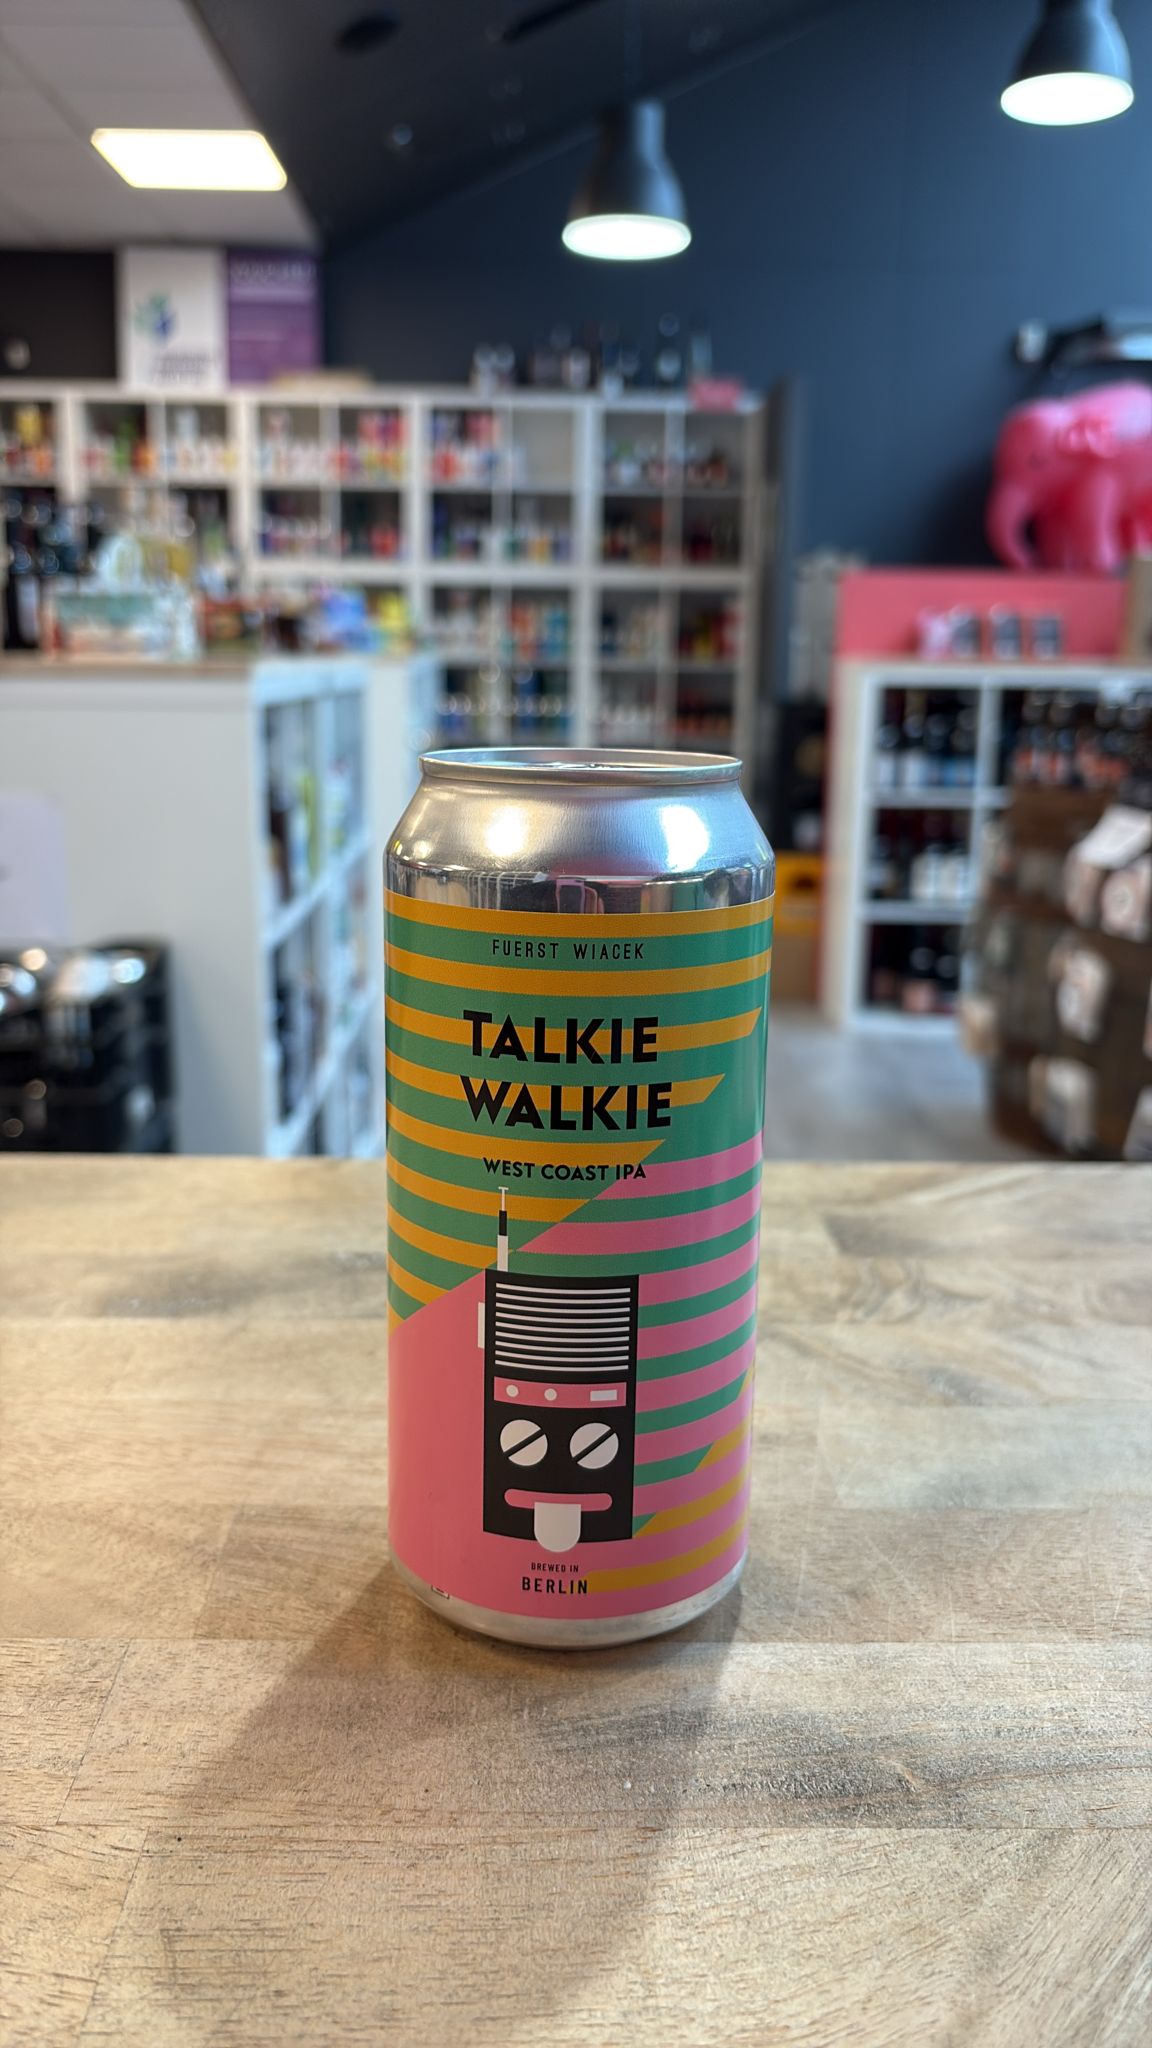 FUERST WIACEK
TALKIE
WALKIE
WEST COAST IPA
BREWED IN
BERLIN